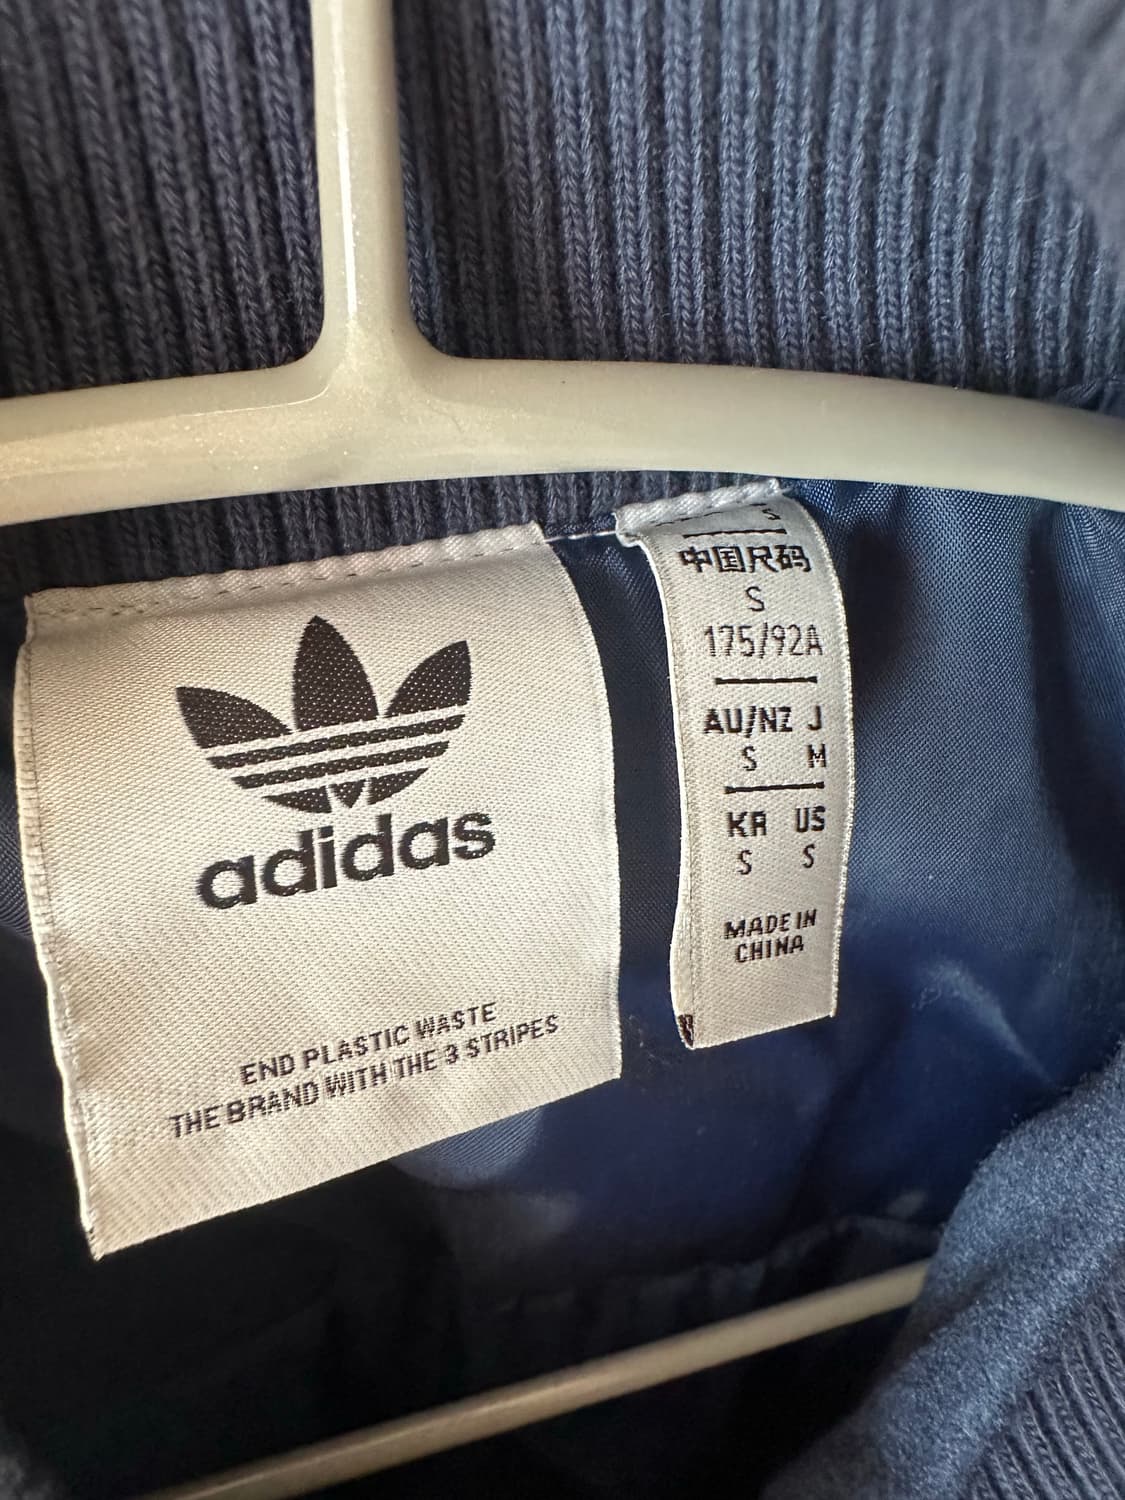 adidas
END PLASTIC WASTE
THE BRAND WITH THE 3 STRIPES
S
中国尺码
S
175/92A
AU/NZ J
S M
KR US
S S
MADE IN
CHINA